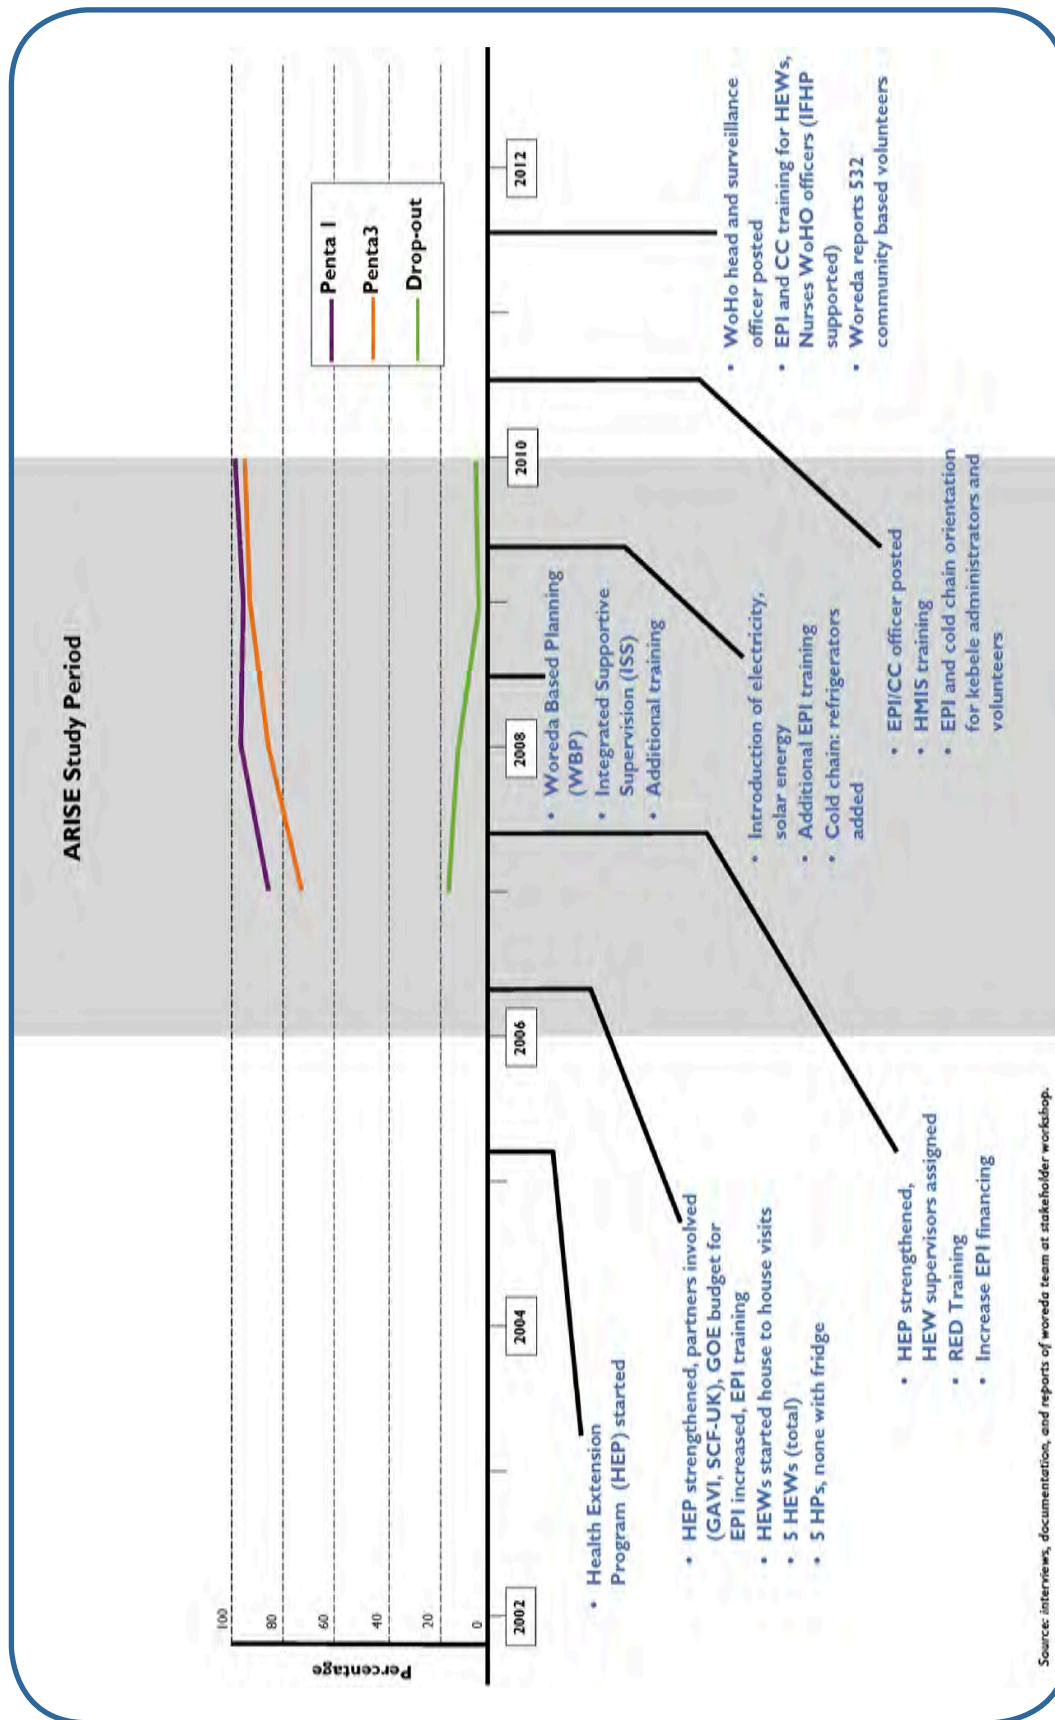 ARISE Study Period
Percentage
100
80
60
40
20
0
Penta 1
Penta3
Drop-out
2002
2004
2006
2008
2010
2012
• Health Extension
Program (HEP) started
• HEP strengthened, partners involved
(GAVI, SCF-UK), GOE budget for
EPI increased, EPI training
• HEWs started house to house visits
• 5 HEWs (total)
• 5 HPs, none with fridge
• HEP strengthened,
HEW supervisors assigned
• RED Training
• Increase EPI financing
• Woreda Based Planning
(WBP)
• Integrated Supportive
Supervision (ISS)
• Additional training
• Introduction of electricity,
solar energy
• Additional EPI training
• Cold chain: refrigerators
added
• EPI/CC officer posted
• HMIS training
• EPI and cold chain orientation
for kebele administrators and
volunteers
• WoHo head and surveillance
officer posted
• EPI and CC training for HEWs,
Nurses WoHO officers (IFHP
supported)
• Woreda reports 532
community based volunteers
Source: interviews, documentation, and reports of woreda team at stakeholder workshop.